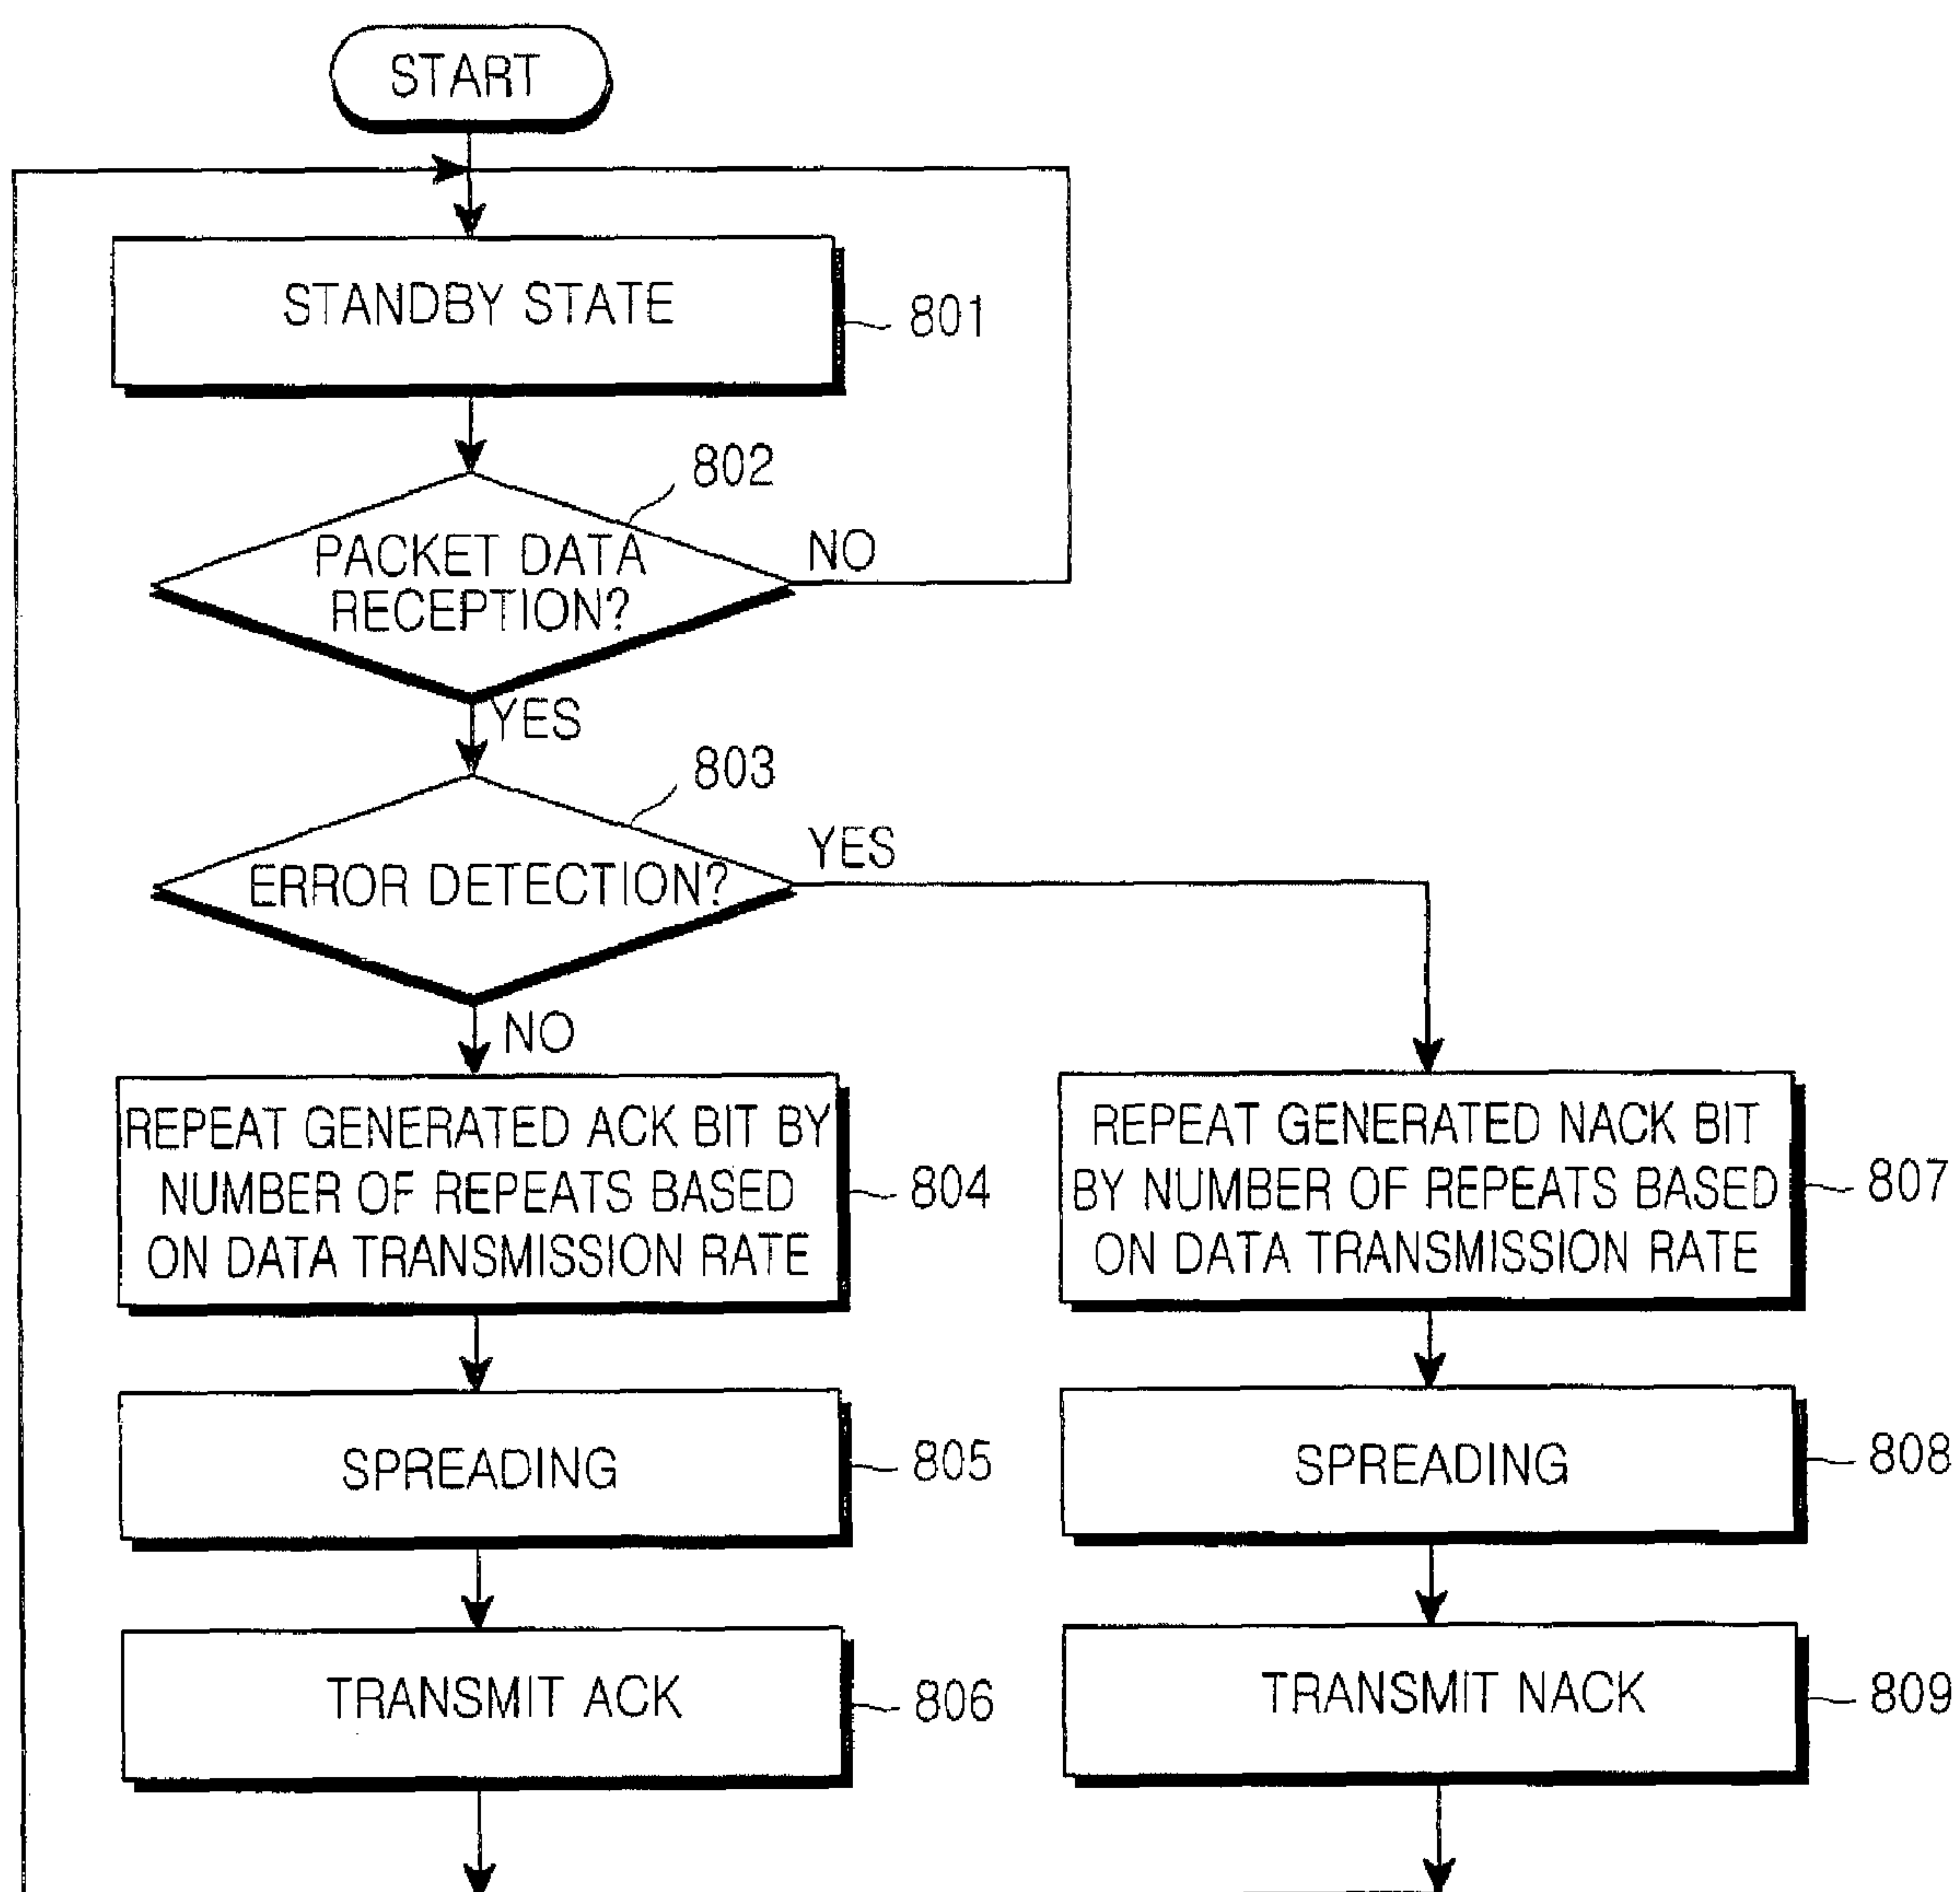 START
STANDBY STATE
801
802
PACKET DATA
RECEPTION?
NO
YES
803
ERROR DETECTION?
YES
NO
REPEAT GENERATED ACK BIT BY
NUMBER OF REPEATS BASED
ON DATA TRANSMISSION RATE
804
REPEAT GENERATED NACK BIT
BY NUMBER OF REPEATS BASED
ON DATA TRANSMISSION RATE
807
SPREADING
805
SPREADING
808
TRANSMIT ACK
806
TRANSMIT NACK
809